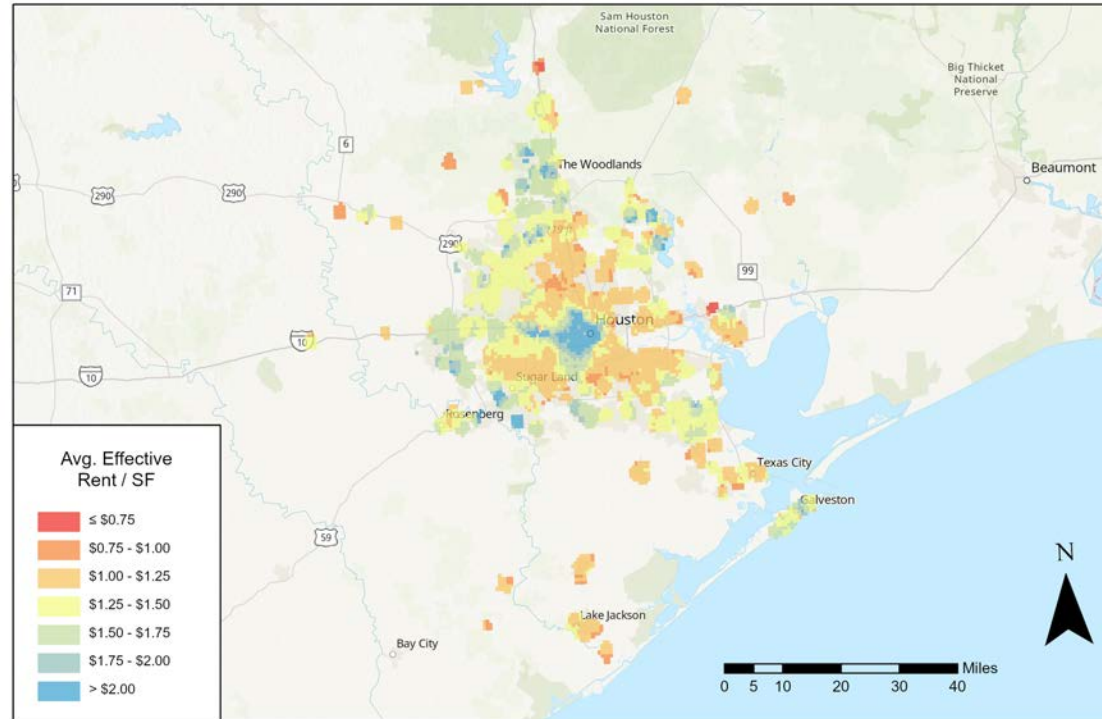 Sam Houston
National Forest
Big Thicket
National
Preserve
6
The Woodlands
Beaumont
290
290
290
290
99
71
Houston
10
10
Sugar Land
Rosenberg
Avg. Effective
Rent / SF
≤ $0.75
$0.75 - $1.00
$1.00 - $1.25
$1.25 - $1.50
$1.50 - $1.75
$1.75 - $2.00
> $2.00
Texas City
Galveston
59
Lake Jackson
Bay City
N
Miles
0 5 10 20 30 40